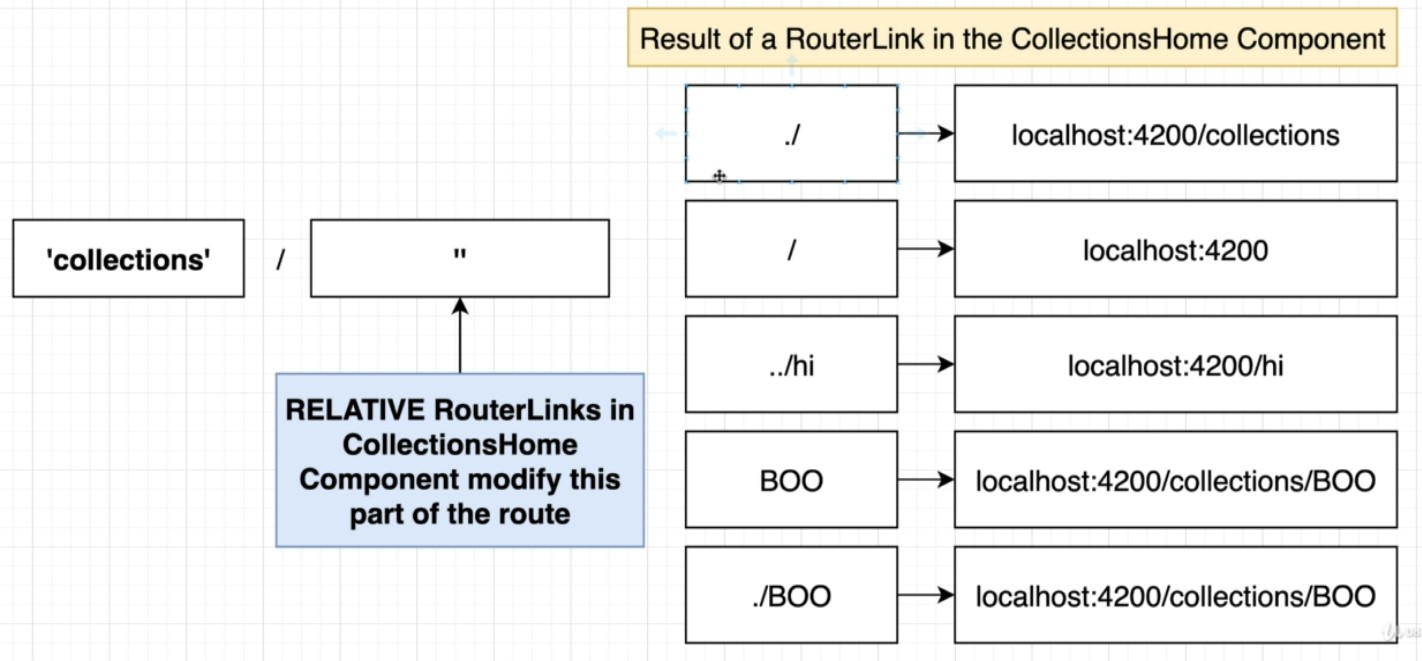 Result of a RouterLink in the CollectionsHome Component
./
localhost:4200/collections
/
localhost:4200
'collections'
/
''
../hi
localhost:4200/hi
RELATIVE RouterLinks in
CollectionsHome
Component modify this
part of the route
BOO
localhost:4200/collections/BOO
./BOO
localhost:4200/collections/BOO